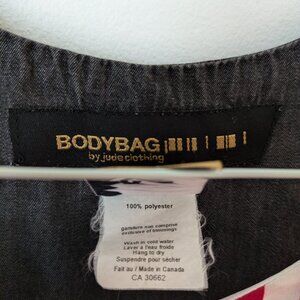 BODYBAG
by jude clothing
100% polyester
garniture non comprise
exclusive of trimmings
Wash in cold water
Laver à l'eau froide
Hang to dry
Suspendre pour sécher
Fait au / Made in Canada
CA 30662